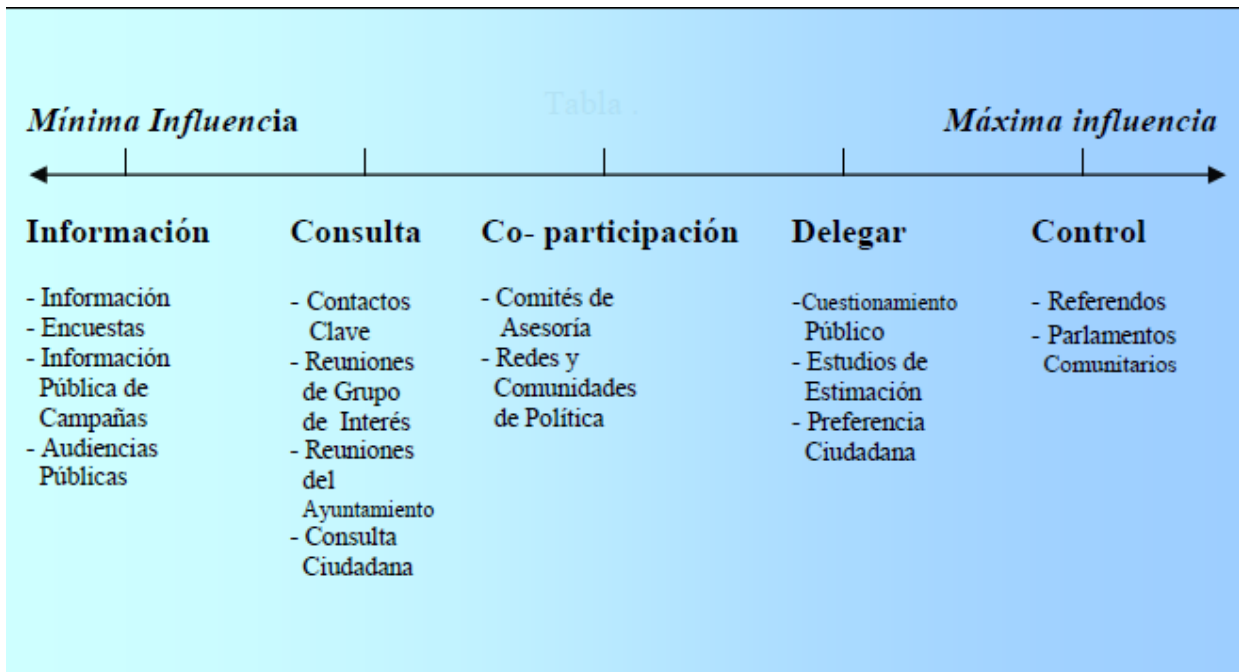 Tabla .
Mínima Influencia
Máxima influencia
Información
- Información
- Encuestas
- Información
Pública de
Campañas
- Audiencias
Públicas
Consulta
- Contactos
Clave
- Reuniones
de Grupo
de Interés
- Reuniones
del
Ayuntamiento
- Consulta
Ciudadana
Co- participación
- Comités de
Asesoría
- Redes y
Comunidades
de Política
Delegar
-Cuestionamiento
Público
- Estudios de
Estimación
- Preferencia
Ciudadana
Control
- Referendos
- Parlamentos
Comunitarios